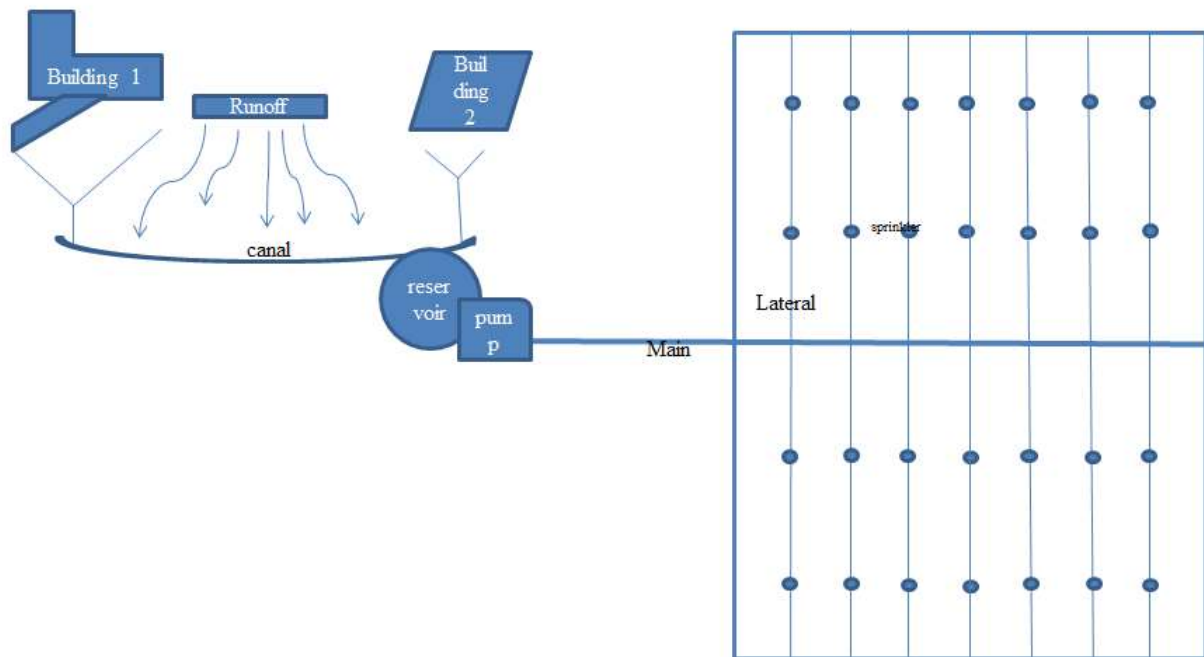 Building 1
Runoff
Buil
ding
2
canal
reser
voir
pum
p
Main
Lateral
sprinkler